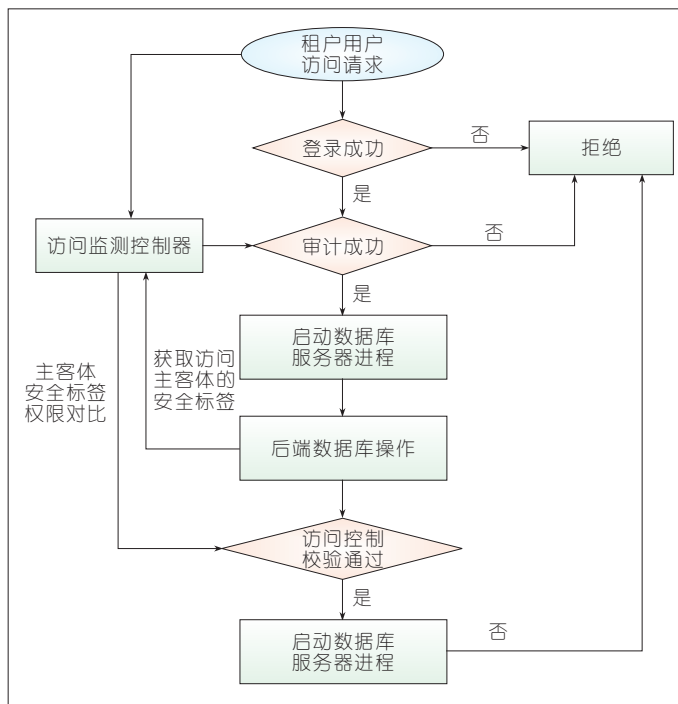 租户用户
访问请求
否
登录成功
拒绝
是
访问监测控制器
审计成功
否
是
启动数据库
服务器进程
主客体
安全标签
权限对比
获取访问
主客体的
安全标签
后端数据库操作
访问控制
校验通过
是
启动数据库
服务器进程
否